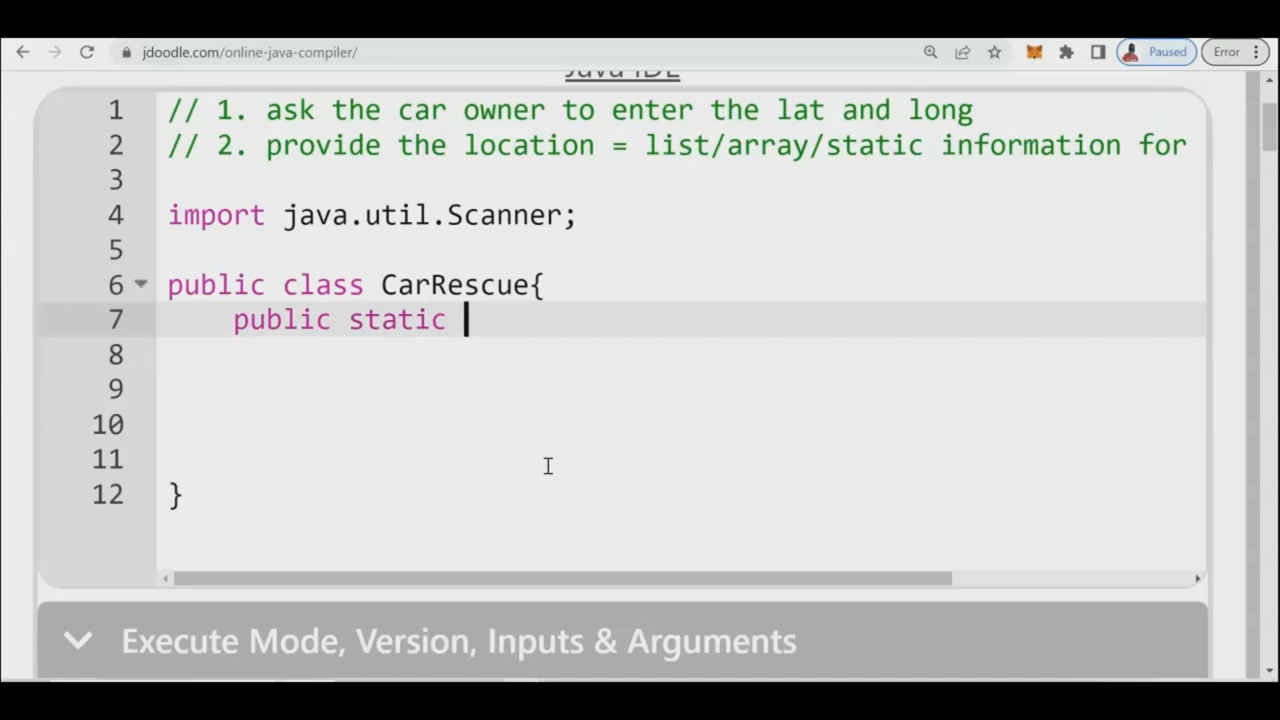 jdoodle.com/online-java-compiler/
Paused
Error
Java IDE
1 // 1. ask the car owner to enter the lat and long
2 // 2. provide the location = list/array/static information for
3
4 import java.util.Scanner;
5
6 public class CarRescue{
7 public static
8
9
10
11
12 }
Execute Mode, Version, Inputs & Arguments